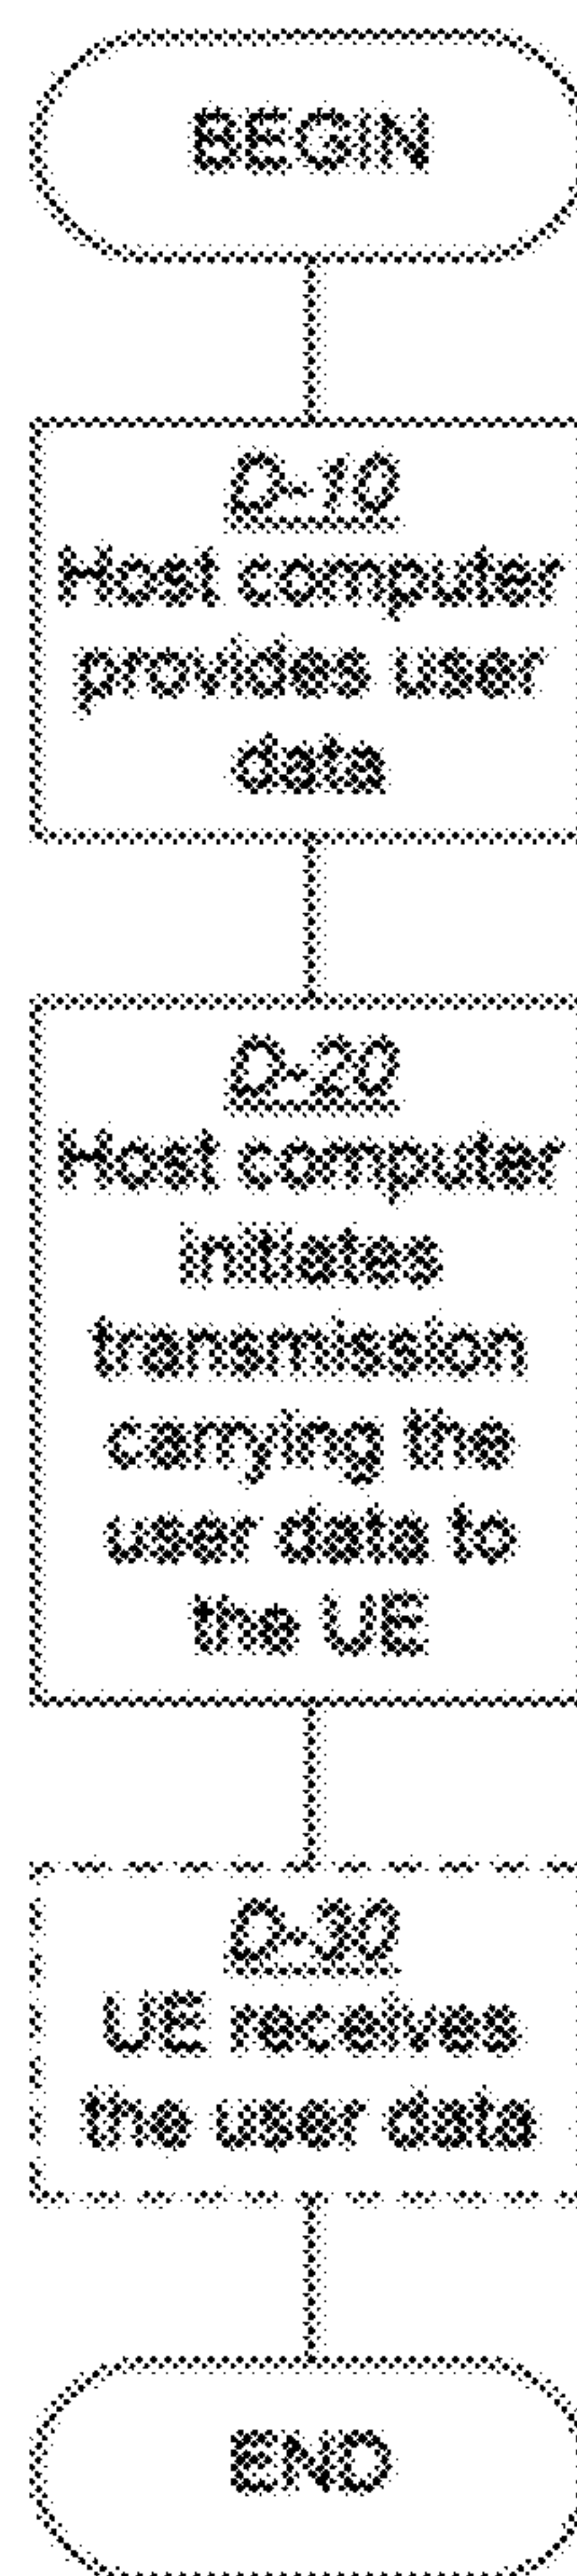 BEGIN
D-10
Host computer
provides user
data
D-20
Host computer
initiates
transmission
carrying the
user data to
the UE
D-30
UE receives
the user data
END